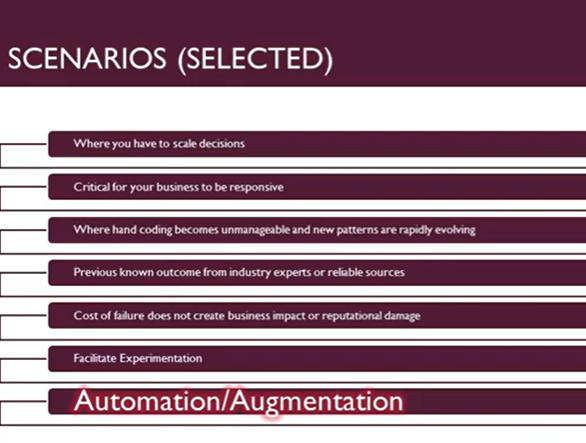 SCENARIOS (SELECTED)
Where you have to scale decisions
Critical for your business to be responsive
Where hand coding becomes unmanageable and new patterns are rapidly evolving
Previous known outcome from industry experts or reliable sources
Cost of failure does not create business impact or reputational damage
Facilitate Experimentation
Automation/Augmentation